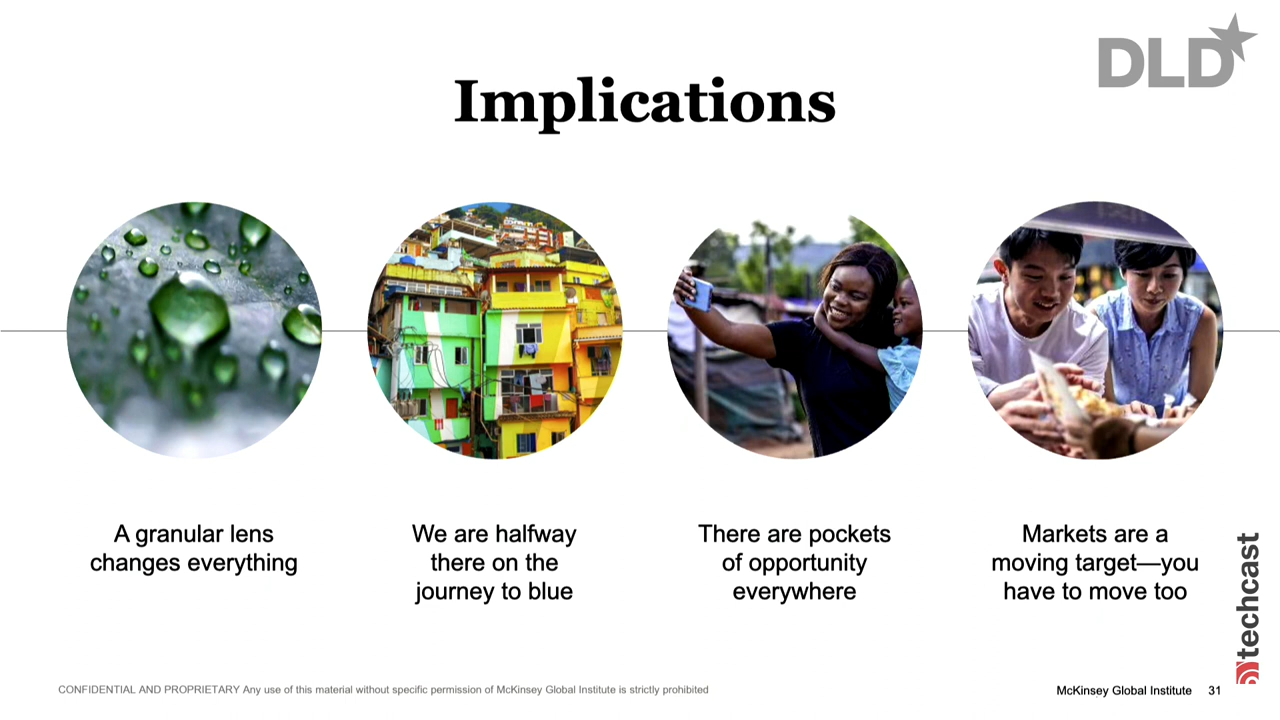 DLD
Implications
A granular lens
changes everything
We are halfway
there on the
journey to blue
There are pockets
of opportunity
everywhere
Markets are a
moving target—you
have to move too
techcast
CONFIDENTIAL AND PROPRIETARY Any use of this material without specific permission of McKinsey Global Institute is strictly prohibited
McKinsey Global Institute 31